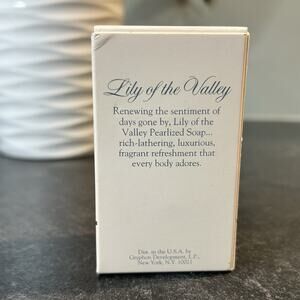 Lily of the Valley
Renewing the sentiment of
days gone by, Lily of the
Valley Pearlized Soap...
rich-lathering, luxurious,
fragrant refreshment that
every body adores.
Dist. in the U.S.A. by
Gryphon Development, L.P.,
New York, N.Y. 10011